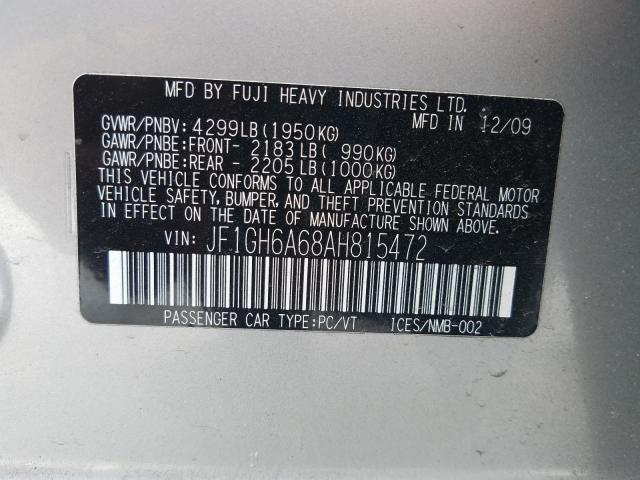 MFD BY FUJI HEAVY INDUSTRIES LTD.
MFD IN 12/09
GVWR/PNBV: 4299LB(1950KG)
GAWR/PNBE:FRONT- 2183LB( 990KG)
GAWR/PNBE:REAR - 2205LB(1000KG)
THIS VEHICLE CONFORMS TO ALL APPLICABLE FEDERAL MOTOR
VEHICLE SAFETY, BUMPER, AND THEFT PREVENTION STANDARDS
IN EFFECT ON THE DATE OF MANUFACTURE SHOWN ABOVE.
VIN: JF1GH6A68AH815472
PASSENGER CAR TYPE:PC/VT ICES/NMB-002